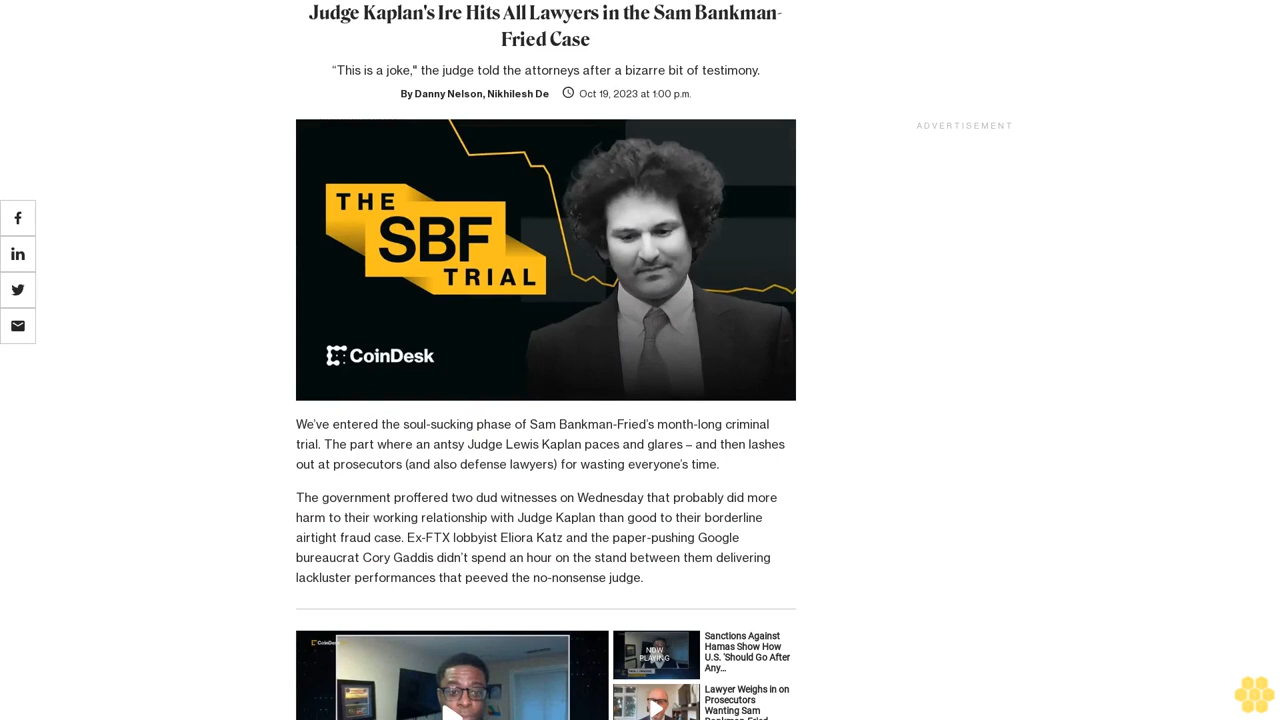 Judge Kaplan's Ire Hits All Lawyers in the Sam Bankman-
Fried Case
“This is a joke," the judge told the attorneys after a bizarre bit of testimony.
By Danny Nelson, Nikhilesh De
Oct 19, 2023 at 1:00 p.m.
ADVERTISEMENT
THE
SBF
TRIAL
CoinDesk
We’ve entered the soul-sucking phase of Sam Bankman-Fried’s month-long criminal
trial. The part where an antsy Judge Lewis Kaplan paces and glares – and then lashes
out at prosecutors (and also defense lawyers) for wasting everyone’s time.
The government proffered two dud witnesses on Wednesday that probably did more
harm to their working relationship with Judge Kaplan than good to their borderline
airtight fraud case. Ex-FTX lobbyist Eliora Katz and the paper-pushing Google
bureaucrat Cory Gaddis didn’t spend an hour on the stand between them delivering
lackluster performances that peeved the no-nonsense judge.
CoinDesk
NOW
PLAYING
Sanctions Against
Hamas Show How
U.S. 'Should Go After
Any...
Lawyer Weighs in on
Prosecutors
Wanting Sam
Bankman-Fried